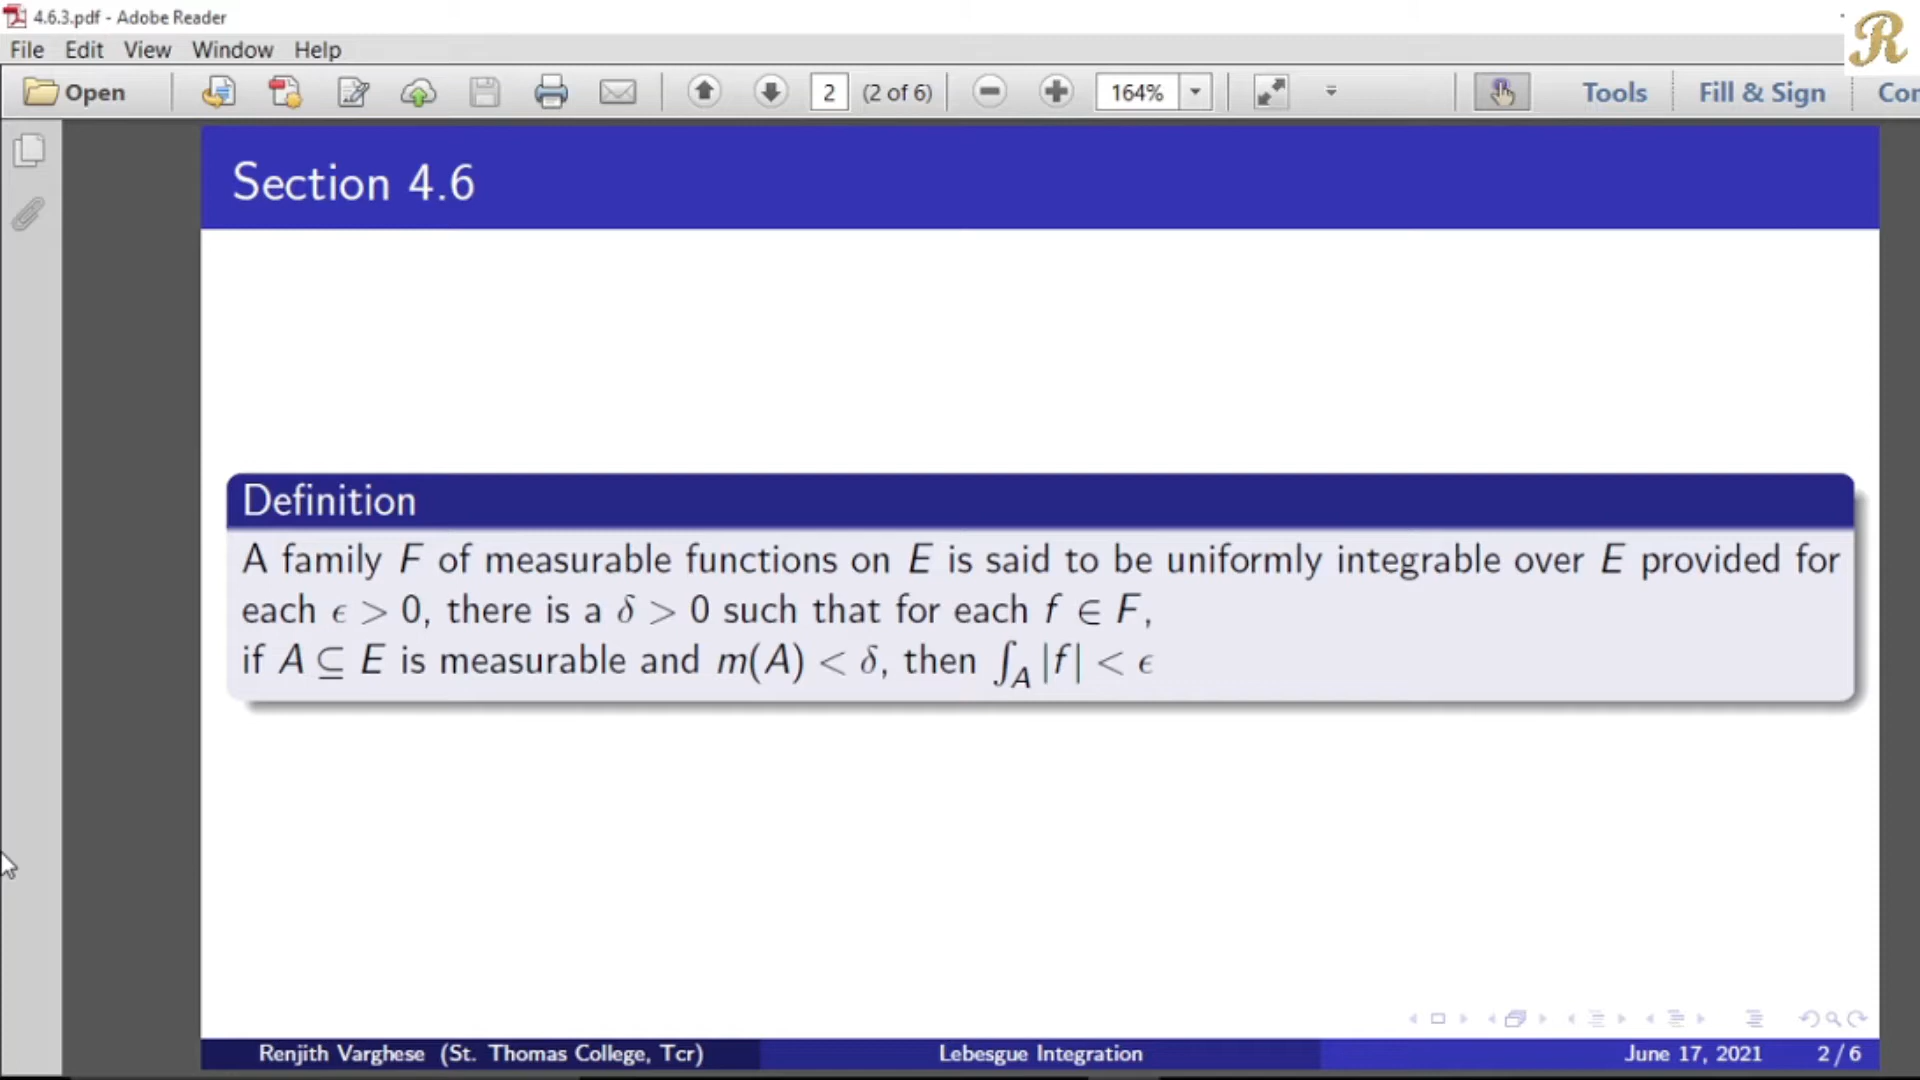 4.6.3.pdf - Adobe Reader
R
File Edit View Window Help
Open 2 (2 of 6) 164% Tools Fill & Sign Cor
Section 4.6
Definition
A family F of measurable functions on E is said to be uniformly integrable over E provided for
each ϵ > 0, there is a δ > 0 such that for each f ∈ F,
if A ⊆ E is measurable and m(A) < δ, then ∫_A |f| < ϵ
Renjith Varghese (St. Thomas College, Tcr) Lebesgue Integration June 17, 2021 2 / 6